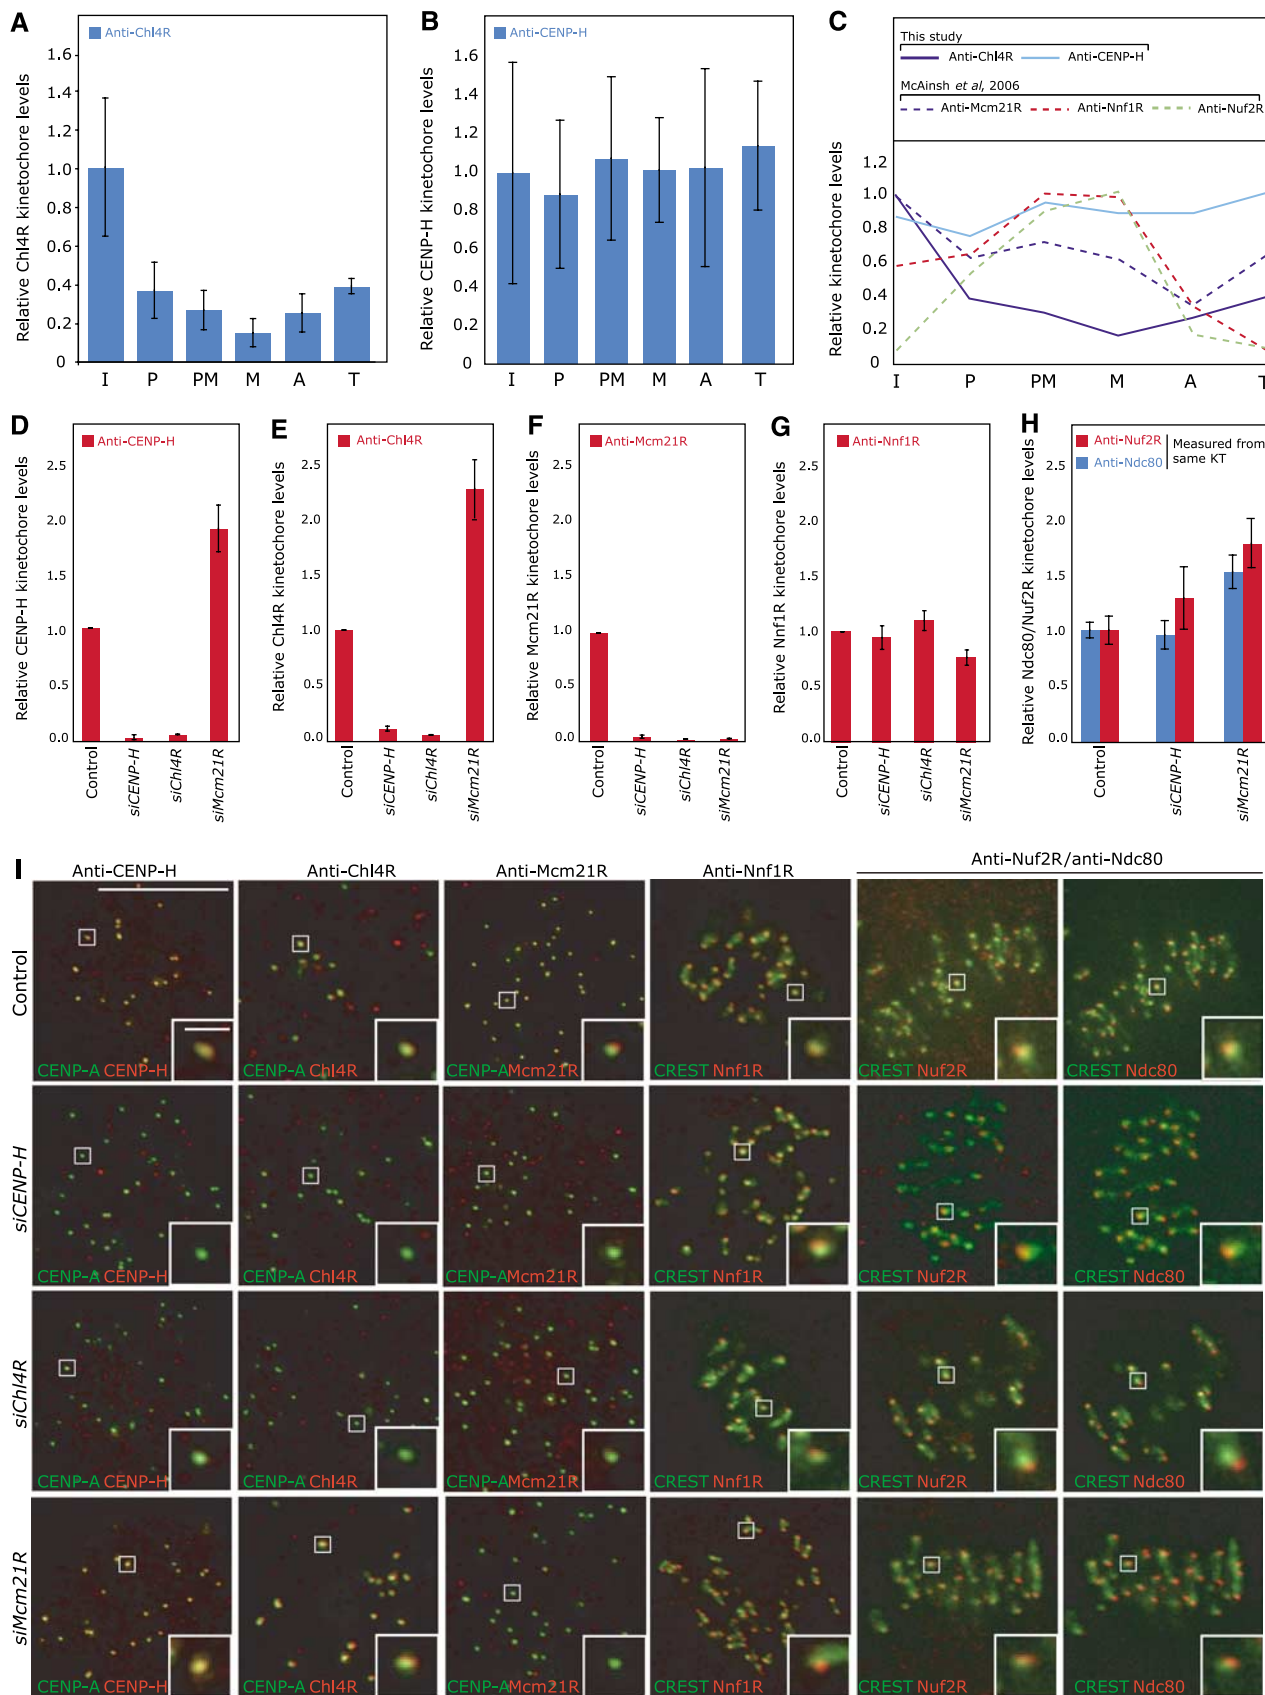 A
Anti-Chl4R
Relative Chl4R kinetochore levels
1.6
1.4
1.2
1.0
0.8
0.6
0.4
0.2
0
I P PM M A T
B
Anti-CENP-H
Relative CENP-H kinetochore levels
1.6
1.4
1.2
1.0
0.8
0.6
0.4
0.2
0
I P PM M A T
C
This study
Anti-Chl4R Anti-CENP-H
McAinsh et al, 2006
Anti-Mcm21R Anti-Nnf1R Anti-Nuf2R
Relative kinetochore levels
1.2
1.0
0.8
0.6
0.4
0.2
0
I P PM M A T
D
Anti-CENP-H
Relative CENP-H kinetochore levels
2.5
2.0
1.5
1.0
0.5
0.0
Control siCENP-H siChl4R siMcm21R
E
Anti-Chl4R
Relative Chl4R kinetochore levels
2.5
2.0
1.5
1.0
0.5
0.0
Control siCENP-H siChl4R siMcm21R
F
Anti-Mcm21R
Relative Mcm21R kinetochore levels
2.5
2.0
1.5
1.0
0.5
0.0
Control siCENP-H siChl4R siMcm21R
G
Anti-Nnf1R
Relative Nnf1R kinetochore levels
2.5
2.0
1.5
1.0
0.5
0.0
Control siCENP-H siChl4R siMcm21R
H
Anti-Nuf2R
Anti-Ndc80
Measured from
same KT
Relative Ndc80/Nuf2R kinetochore levels
2.5
2.0
1.5
1.0
0.5
0.0
Control siCENP-H siMcm21R
I
Anti-CENP-H Anti-Chl4R Anti-Mcm21R Anti-Nnf1R Anti-Nuf2R/anti-Ndc80
Control
CENP-A CENP-H CENP-A Chl4R CENP-A Mcm21R CREST Nnf1R CREST Nuf2R CREST Ndc80
siCENP-H
CENP-A CENP-H CENP-A Chl4R CENP-A Mcm21R CREST Nnf1R CREST Nuf2R CREST Ndc80
siChl4R
CENP-A CENP-H CENP-A Chl4R CENP-A Mcm21R CREST Nnf1R CREST Nuf2R CREST Ndc80
siMcm21R
CENP-A CENP-H CENP-A Chl4R CENP-A Mcm21R CREST Nnf1R CREST Nuf2R CREST Ndc80